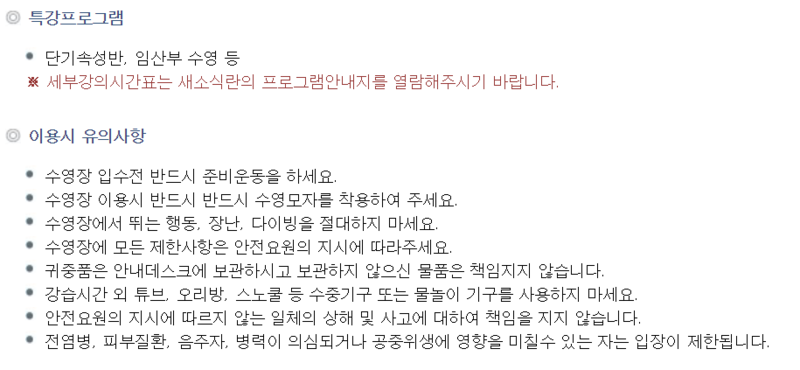 특강프로그램
단기속성반, 임산부 수영 등
※ 세부강의시간표는 새소식란의 프로그램안내지를 열람해주시기 바랍니다.
이용시 유의사항
수영장 입수전 반드시 준비운동을 하세요.
수영장 이용시 반드시 반드시 수영모자를 착용하여 주세요.
수영장에서 뛰는 행동, 장난, 다이빙을 절대하지 마세요.
수영장에 모든 제한사항은 안전요원의 지시에 따라주세요.
귀중품은 안내데스크에 보관하시고 보관하지 않으신 물품은 책임지지 않습니다.
강습시간 외 튜브, 오리방, 스노쿨 등 수중기구 또는 물놀이 기구를 사용하지 마세요.
안전요원의 지시에 따르지 않는 일체의 상해 및 사고에 대하여 책임을 지지 않습니다.
전염병, 피부질환, 음주자, 병력이 의심되거나 공중위생에 영향을 미칠수 있는 자는 입장이 제한됩니다.